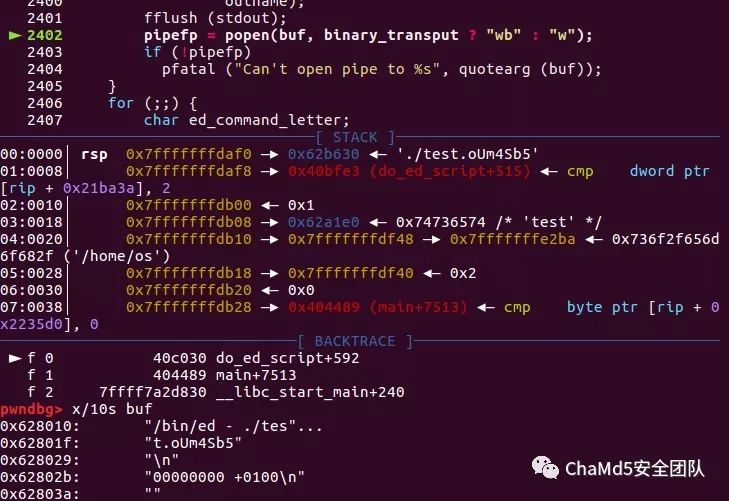 2400 outname);
2401 fflush (stdout);
► 2402 pipefp = popen(buf, binary_transput ? "wb" : "w");
2403 if (!pipefp)
2404 pfatal ("Can't open pipe to %s", quotearg (buf));
2405 }
2406 for (;;) {
2407 char ed_command_letter;
[ STACK ]
00:0000│ rsp 0x7fffffffdaf0 —► 0x62b630 ◄— './test.oUm4Sb5'
01:0008│ 0x7fffffffdaf8 —► 0x40bfe3 (do_ed_script+515) ◄— cmp dword ptr
[rip + 0x21ba3a], 2
02:0010│ 0x7fffffffdb00 ◄— 0x1
03:0018│ 0x7fffffffdb08 —► 0x62a1e0 ◄— 0x74736574 /* 'test' */
04:0020│ 0x7fffffffdb10 —► 0x7fffffffdf48 —► 0x7fffffffe2ba ◄— 0x736f2f656d
6f682f ('/home/os')
05:0028│ 0x7fffffffdb18 —► 0x7fffffffdf40 ◄— 0x2
06:0030│ 0x7fffffffdb20 ◄— 0x0
07:0038│ 0x7fffffffdb28 —► 0x404489 (main+7513) ◄— cmp byte ptr [rip + 0
x2235d0], 0
[ BACKTRACE ]
► f 0 40c030 do_ed_script+592
f 1 404489 main+7513
f 2 7ffff7a2d830 __libc_start_main+240
pwndbg> x/10s buf
0x628010: "/bin/ed - ./tes"...
0x62801f: "t.oUm4Sb5"
0x628029: "\n"
0x62802b: "00000000 +0100\n"
0x62803a: ""
ChaMd5安全团队